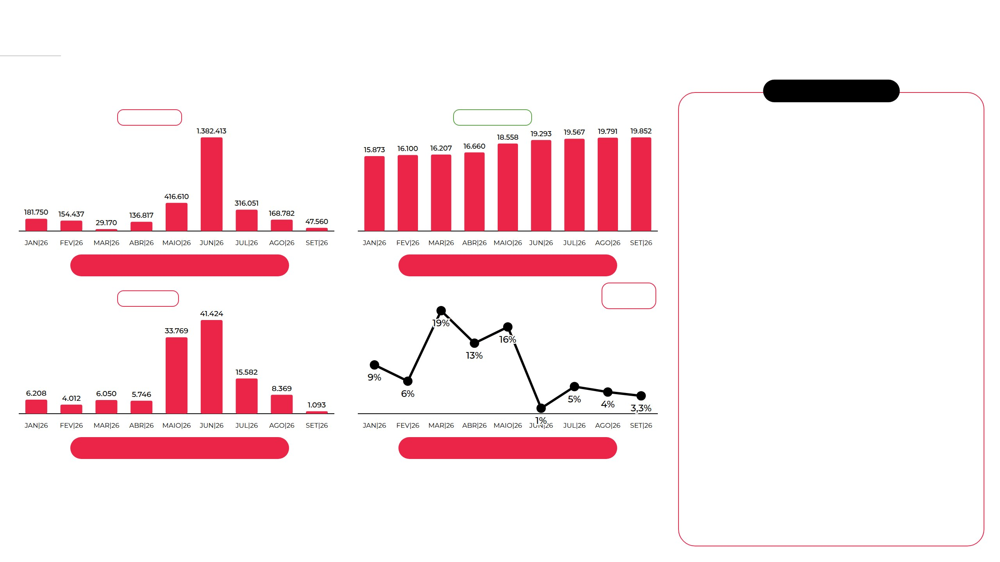 1.382.413
416.610
316.051
181.750 154.437 29.170 136.817 168.782 47.560
JAN|26 FEV|26 MAR|26 ABR|26 MAIO|26 JUN|26 JUL|26 AGO|26 SET|26
15.873 16.100 16.207 16.660 18.558 19.293 19.567 19.791 19.852
JAN|26 FEV|26 MAR|26 ABR|26 MAIO|26 JUN|26 JUL|26 AGO|26 SET|26
41.424
33.769
15.582
6.208 4.012 6.050 5.746 8.369 1.093
JAN|26 FEV|26 MAR|26 ABR|26 MAIO|26 JUN|26 JUL|26 AGO|26 SET|26
9% 6% 19% 13% 16% 1% 5% 4% 3,3%
JAN|26 FEV|26 MAR|26 ABR|26 MAIO|26 JUN|26 JUL|26 AGO|26 SET|26